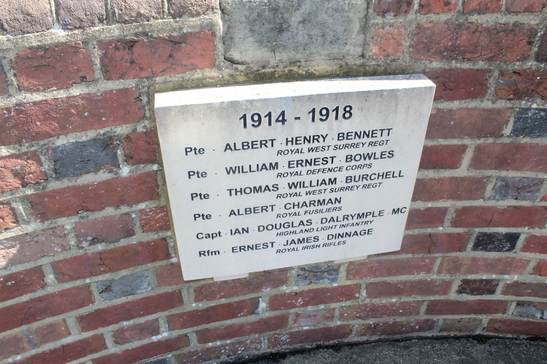 1914 - 1918
Pte · ALBERT · HENRY · BENNETT
ROYAL WEST SURREY REGT
Pte · WILLIAM · ERNEST · BOWLES
ROYAL DEFENCE CORPS
Pte · THOMAS · WILLIAM · BURCHELL
ROYAL WEST SURREY REGT
Pte · ALBERT · CHARMAN
ROYAL FUSILIERS
Capt · IAN · DOUGLAS · DALRYMPLE · MC
HIGHLAND LIGHT INFANTRY
Rfm · ERNEST · JAMES · DINNAGE
ROYAL IRISH RIFLES